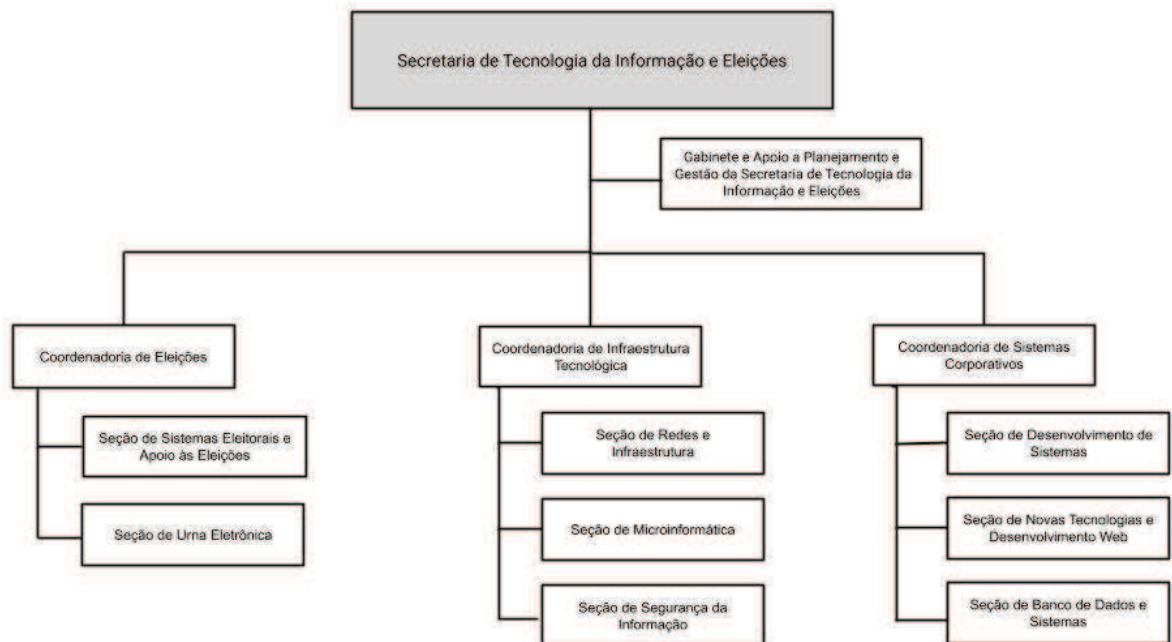 Secretaria de Tecnologia da Informação e Eleições
Gabinete e Apoio a Planejamento e
Gestão da Secretaria de Tecnologia da
Informação e Eleições
Coordenadoria de Eleições
Seção de Sistemas Eleitorais e
Apoio às Eleições
Seção de Urna Eletrônica
Coordenadoria de Infraestrutura
Tecnológica
Seção de Redes e
Infraestrutura
Seção de Microinformática
Seção de Segurança da
Informação
Coordenadoria de Sistemas
Corporativos
Seção de Desenvolvimento de
Sistemas
Seção de Novas Tecnologias e
Desenvolvimento Web
Seção de Banco de Dados e
Sistemas